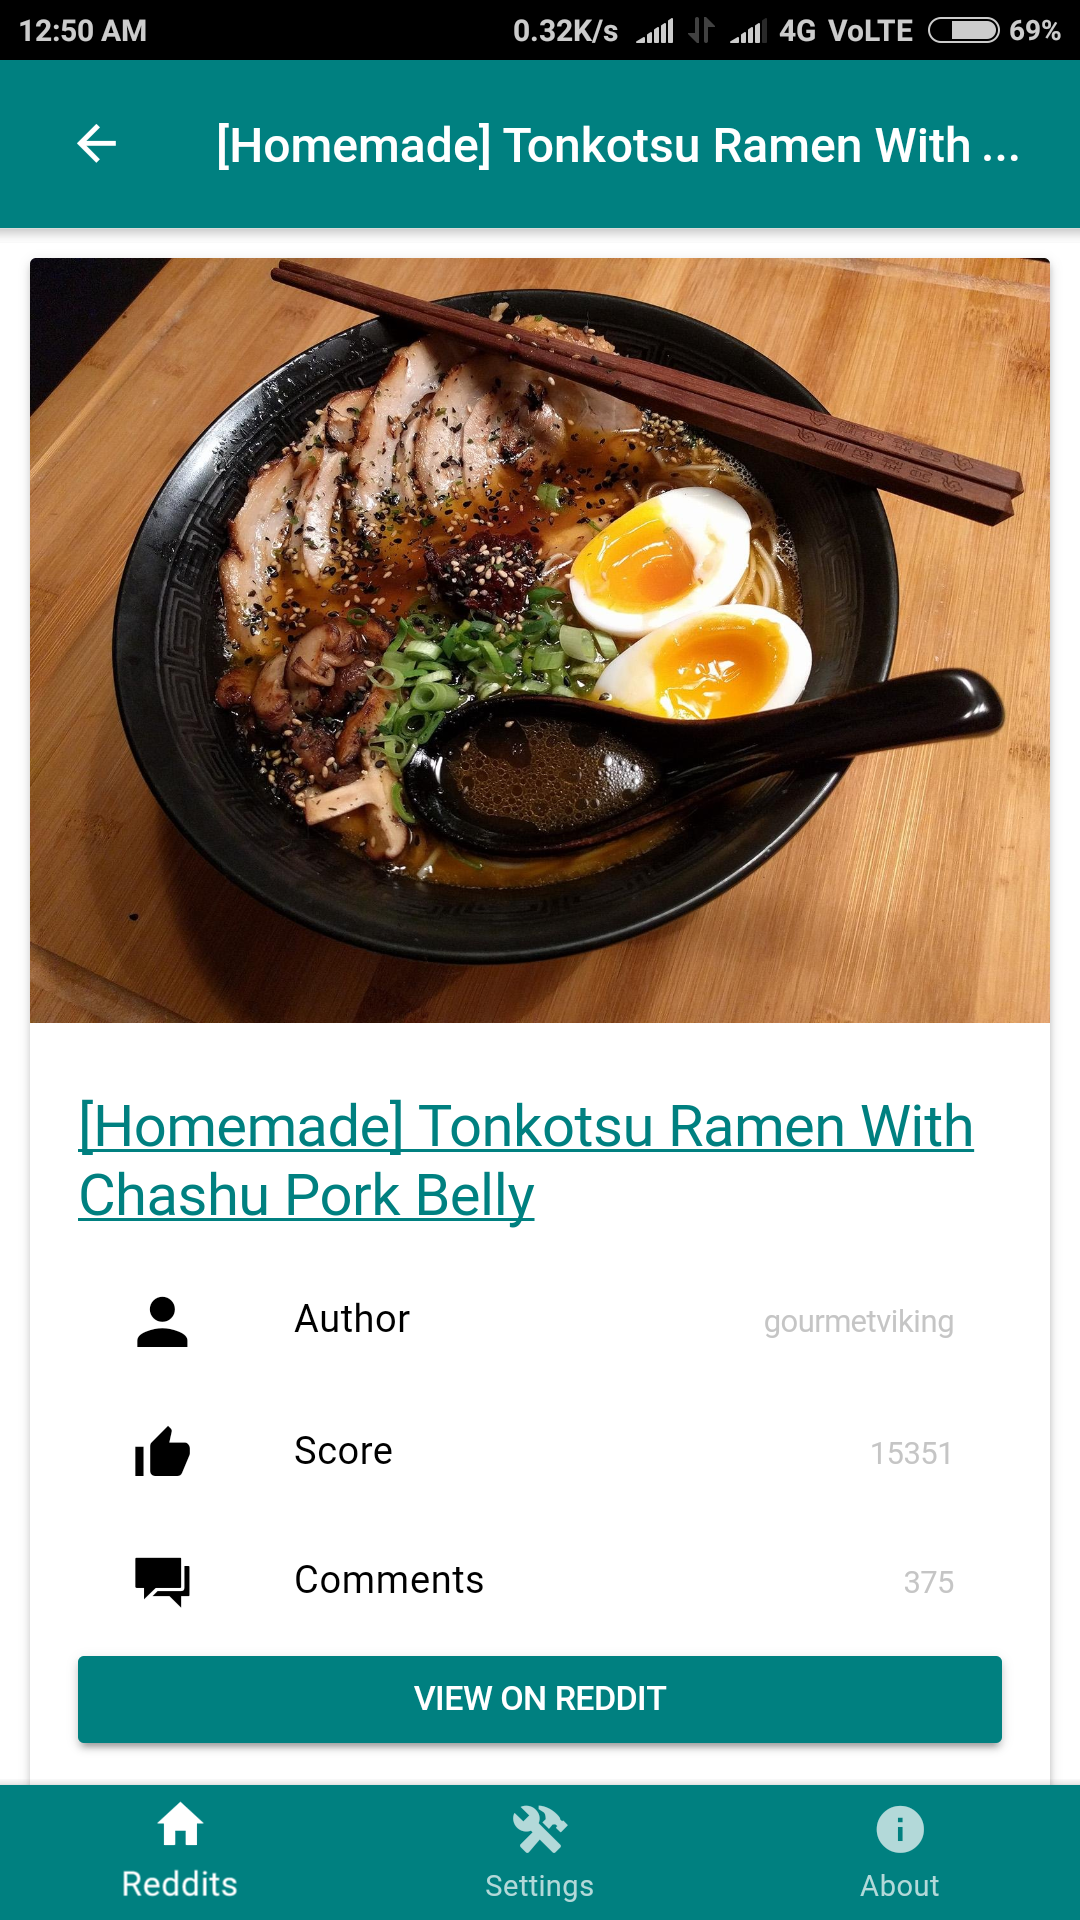 12:50 AM 0.32K/s 4G VoLTE 69%
[Homemade] Tonkotsu Ramen With ...
[Homemade] Tonkotsu Ramen With
Chashu Pork Belly
Author gourmetviking
Score 15351
Comments 375
VIEW ON REDDIT
Reddits Settings About